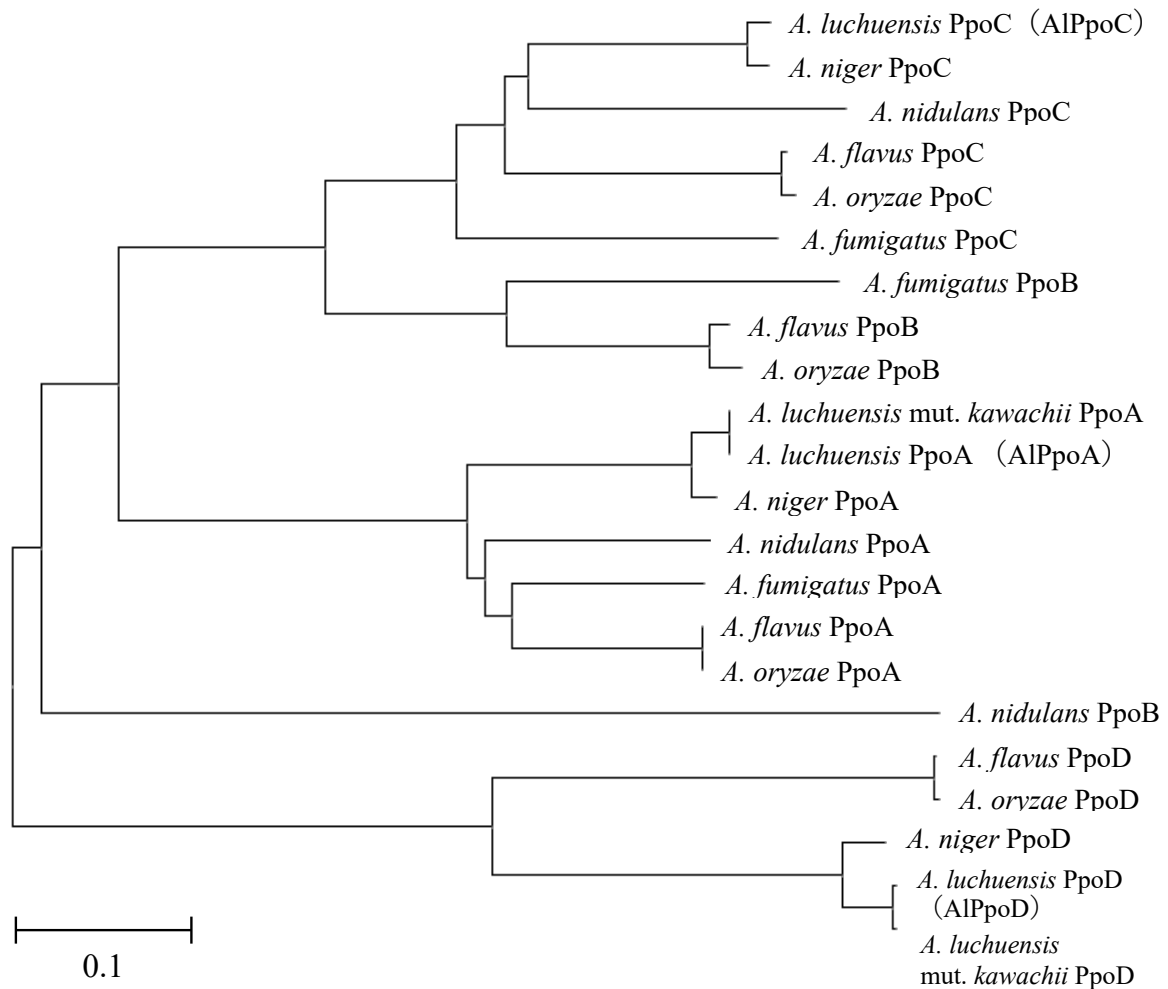 A. luchuensis PpoC（AlPpoC）
A. niger PpoC
A. nidulans PpoC
A. flavus PpoC
A. oryzae PpoC
A. fumigatus PpoC
A. fumigatus PpoB
A. flavus PpoB
A. oryzae PpoB
A. luchuensis mut. kawachii PpoA
A. luchuensis PpoA （AlPpoA）
A. niger PpoA
A. nidulans PpoA
A. fumigatus PpoA
A. flavus PpoA
A. oryzae PpoA
A. nidulans PpoB
A. flavus PpoD
A. oryzae PpoD
A. niger PpoD
A. luchuensis PpoD
（AlPpoD）
A. luchuensis
mut. kawachii PpoD
0.1